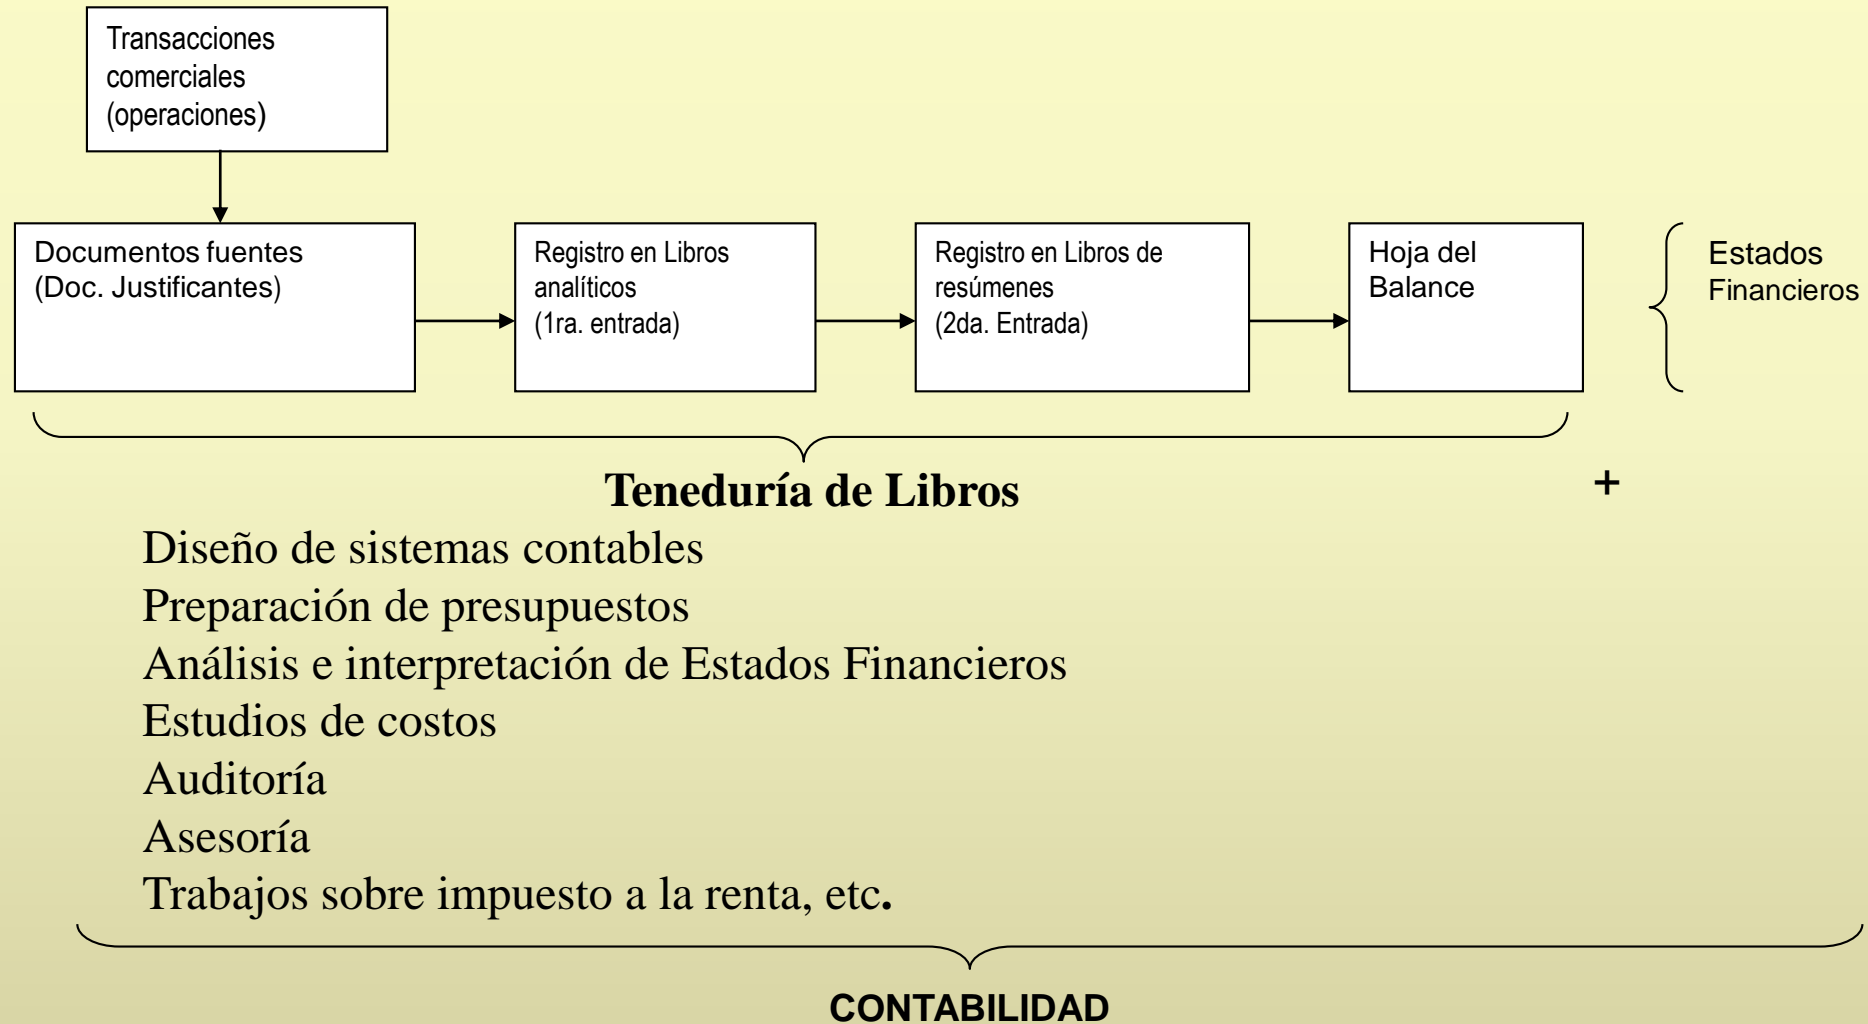 Transacciones
comerciales
(operaciones)
Documentos fuentes
(Doc. Justificantes)
Registro en Libros
analíticos
(1ra. entrada)
Registro en Libros de
resúmenes
(2da. Entrada)
Hoja del
Balance
Estados
Financieros
Teneduría de Libros
+
Diseño de sistemas contables
Preparación de presupuestos
Análisis e interpretación de Estados Financieros
Estudios de costos
Auditoría
Asesoría
Trabajos sobre impuesto a la renta, etc.
CONTABILIDAD